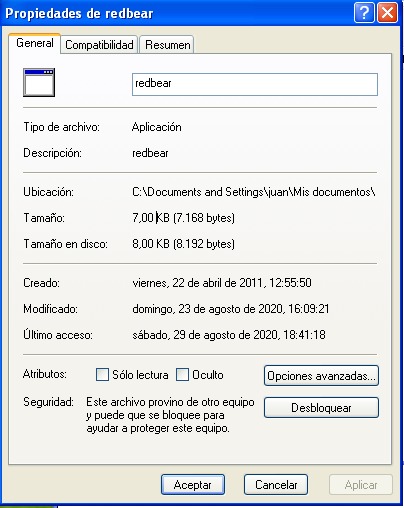 Propiedades de redbear
General Compatibilidad Resumen
redbear
Tipo de archivo: Aplicación
Descripción: redbear
Ubicación: C:\Documents and Settings\juan\Mis documentos\
Tamaño: 7,00 KB (7.168 bytes)
Tamaño en disco: 8,00 KB (8.192 bytes)
Creado: viernes, 22 de abril de 2011, 12:55:50
Modificado: domingo, 23 de agosto de 2020, 16:09:21
Último acceso: sábado, 29 de agosto de 2020, 18:41:18
Atributos: Sólo lectura Oculto Opciones avanzadas...
Seguridad: Este archivo provino de otro equipo
y puede que se bloquee para
ayudar a proteger este equipo.
Desbloquear
Aceptar Cancelar Aplicar